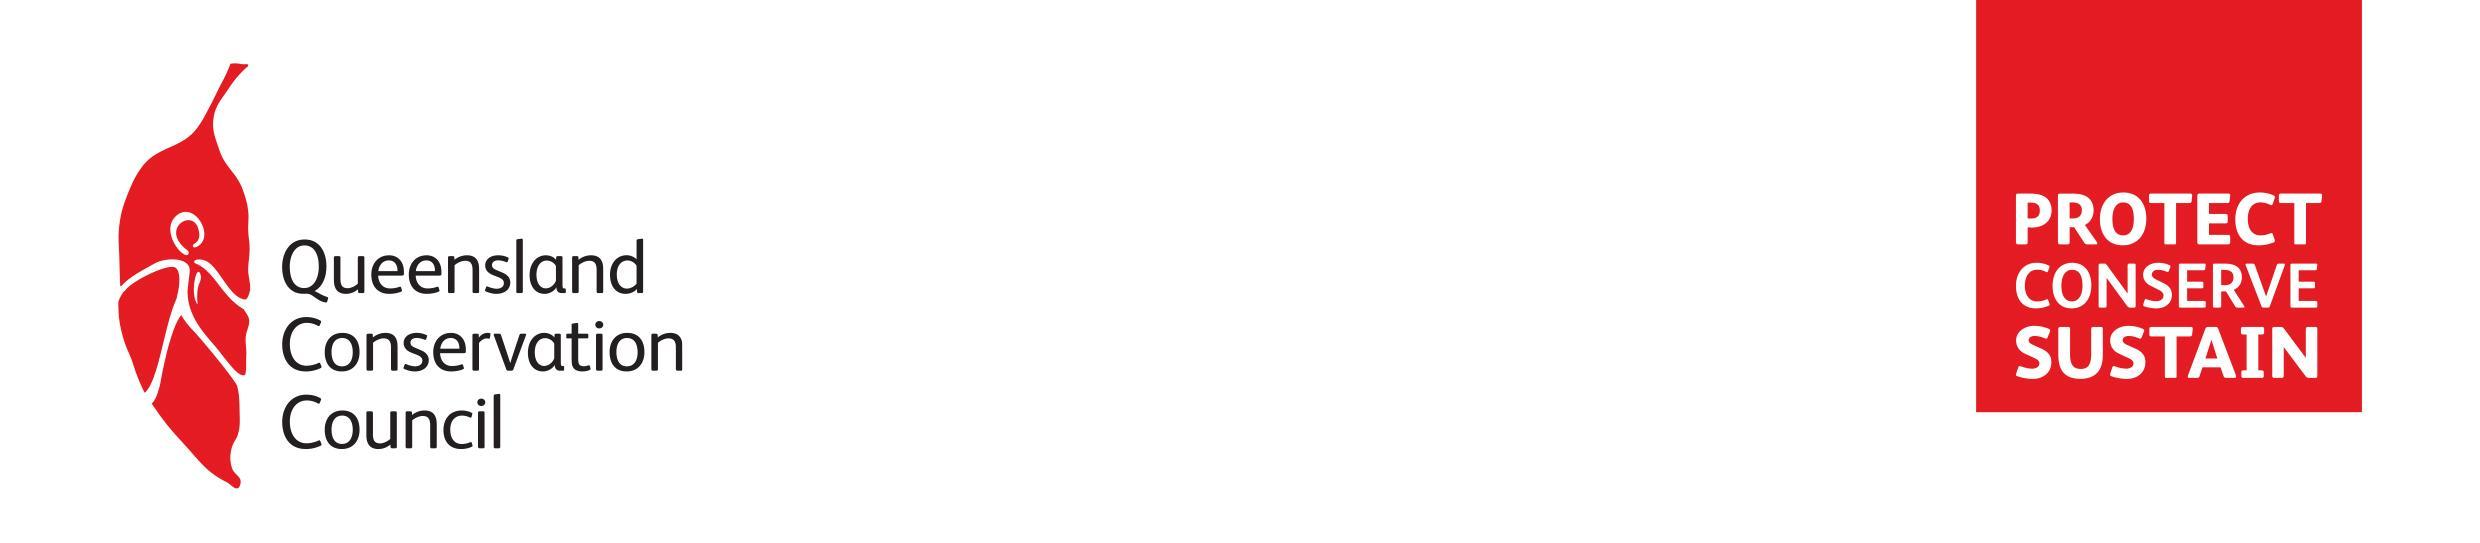 Queensland
Conservation
Council
PROTECT
CONSERVE
SUSTAIN